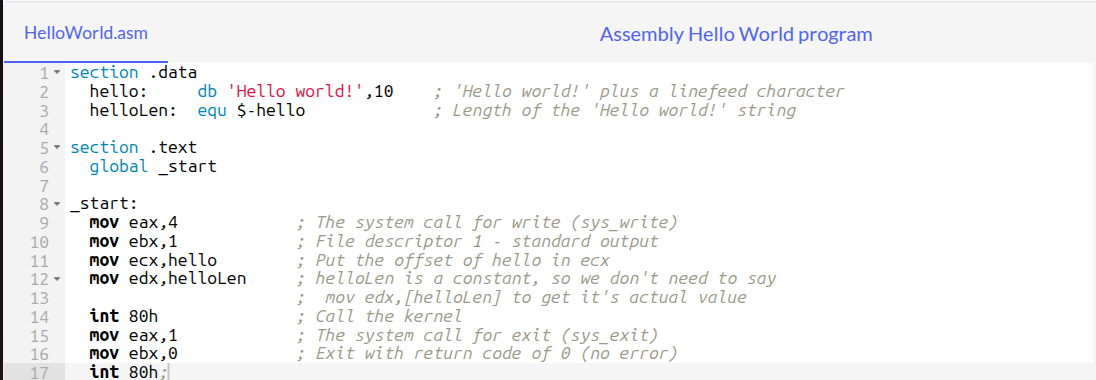 HelloWorld.asm
Assembly Hello World program
1 section .data
2   hello:     db 'Hello world!',10    ; 'Hello world!' plus a linefeed character
3   helloLen:  equ $-hello             ; Length of the 'Hello world!' string
4
5 section .text
6   global _start
7
8 _start:
9   mov eax,4            ; The system call for write (sys_write)
10   mov ebx,1            ; File descriptor 1 - standard output
11   mov ecx,hello        ; Put the offset of hello in ecx
12   mov edx,helloLen     ; helloLen is a constant, so we don't need to say
13                        ;  mov edx,[helloLen] to get it's actual value
14   int 80h              ; Call the kernel
15   mov eax,1            ; The system call for exit (sys_exit)
16   mov ebx,0            ; Exit with return code of 0 (no error)
17   int 80h;